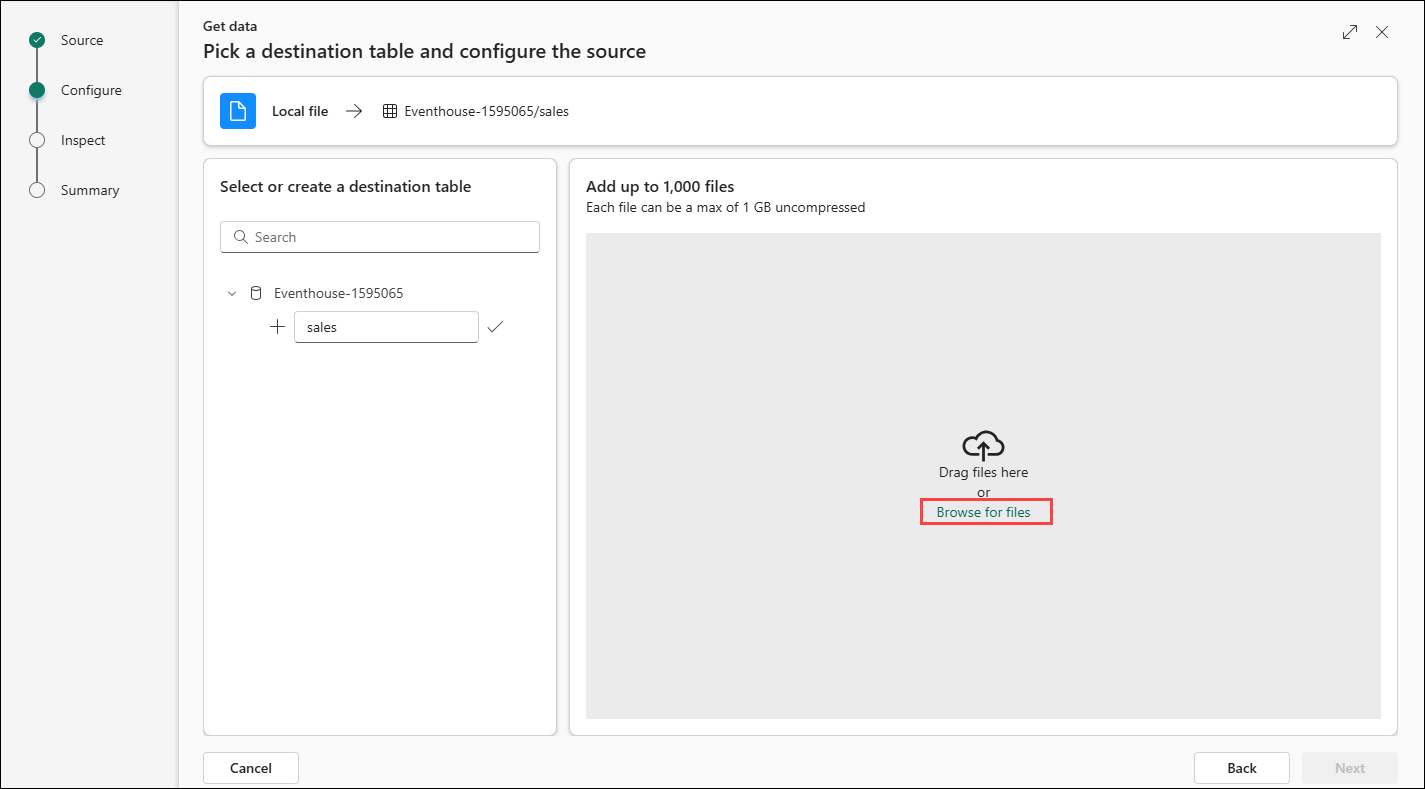 Source
Configure
Inspect
Summary
Get data
Pick a destination table and configure the source
Local file
Eventhouse-1595065/sales
Select or create a destination table
Search
Eventhouse-1595065
sales
Add up to 1,000 files
Each file can be a max of 1 GB uncompressed
Drag files here
or
Browse for files
Cancel
Back
Next